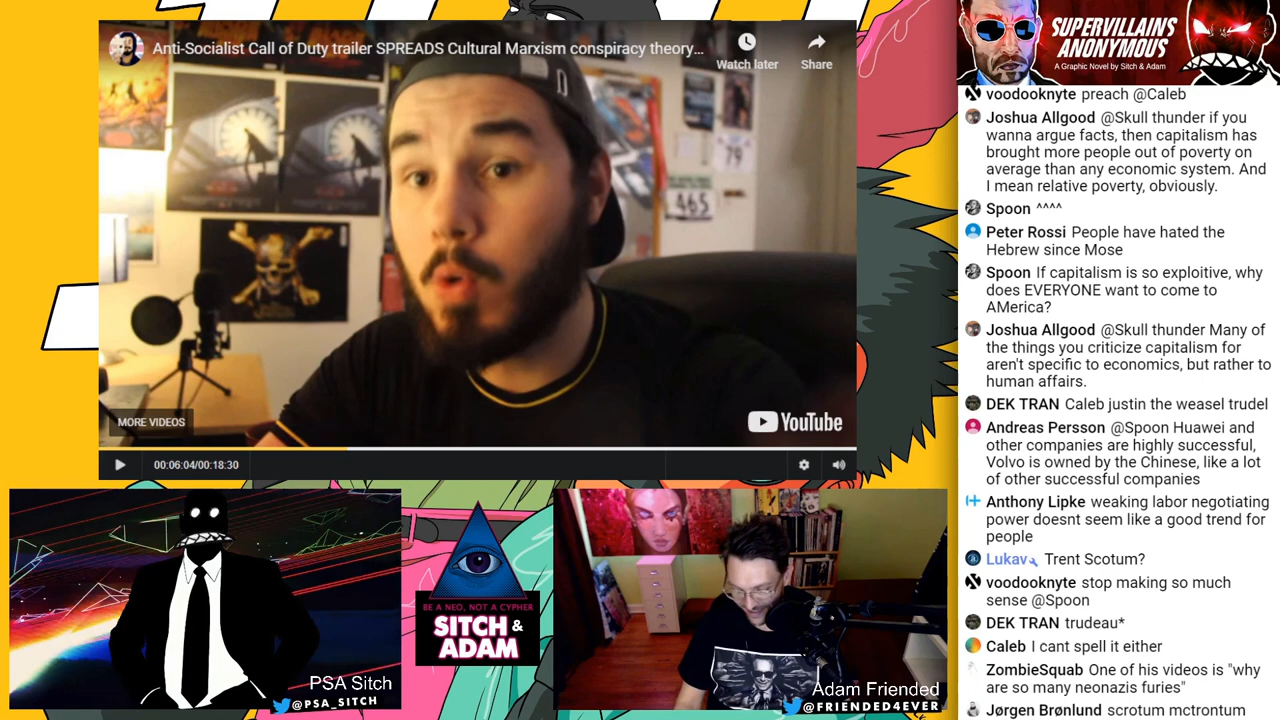 Anti-Socialist Call of Duty trailer SPREADS Cultural Marxism conspiracy theory...
Watch later
Share
79
465
MORE VIDEOS
YouTube
00:06:04/00:18:30
PSA Sitch
@PSA_SITCH
BE A NEO, NOT A CYPHER
SITCH &
ADAM
Adam Friended
@FRIENDED4EVER
SUPERVILLAINS
ANONYMOUS
A Graphic Novel by Sitch & Adam
voodooknyte preach @Caleb
Joshua Allgood @Skull thunder if you
wanna argue facts, then capitalism has
brought more people out of poverty on
average than any economic system. And
I mean relative poverty, obviously.
Spoon ^^^^
Peter Rossi People have hated the
Hebrew since Mose
Spoon If capitalism is so exploitive, why
does EVERYONE want to come to
AMerica?
Joshua Allgood @Skull thunder Many of
the things you criticize capitalism for
aren't specific to economics, but rather to
human affairs.
DEK TRAN Caleb justin the weasel trudel
Andreas Persson @Spoon Huawei and
other companies are highly successful,
Volvo is owned by the Chinese, like a lot
of other successful companies
Anthony Lipke weaking labor negotiating
power doesnt seem like a good trend for
people
Lukav Trent Scotum?
voodooknyte stop making so much
sense @Spoon
DEK TRAN trudeau*
Caleb I cant spell it either
ZombieSquab One of his videos is "why
are so many neonazis furies"
Jørgen Brønlund scrotum mctrontum